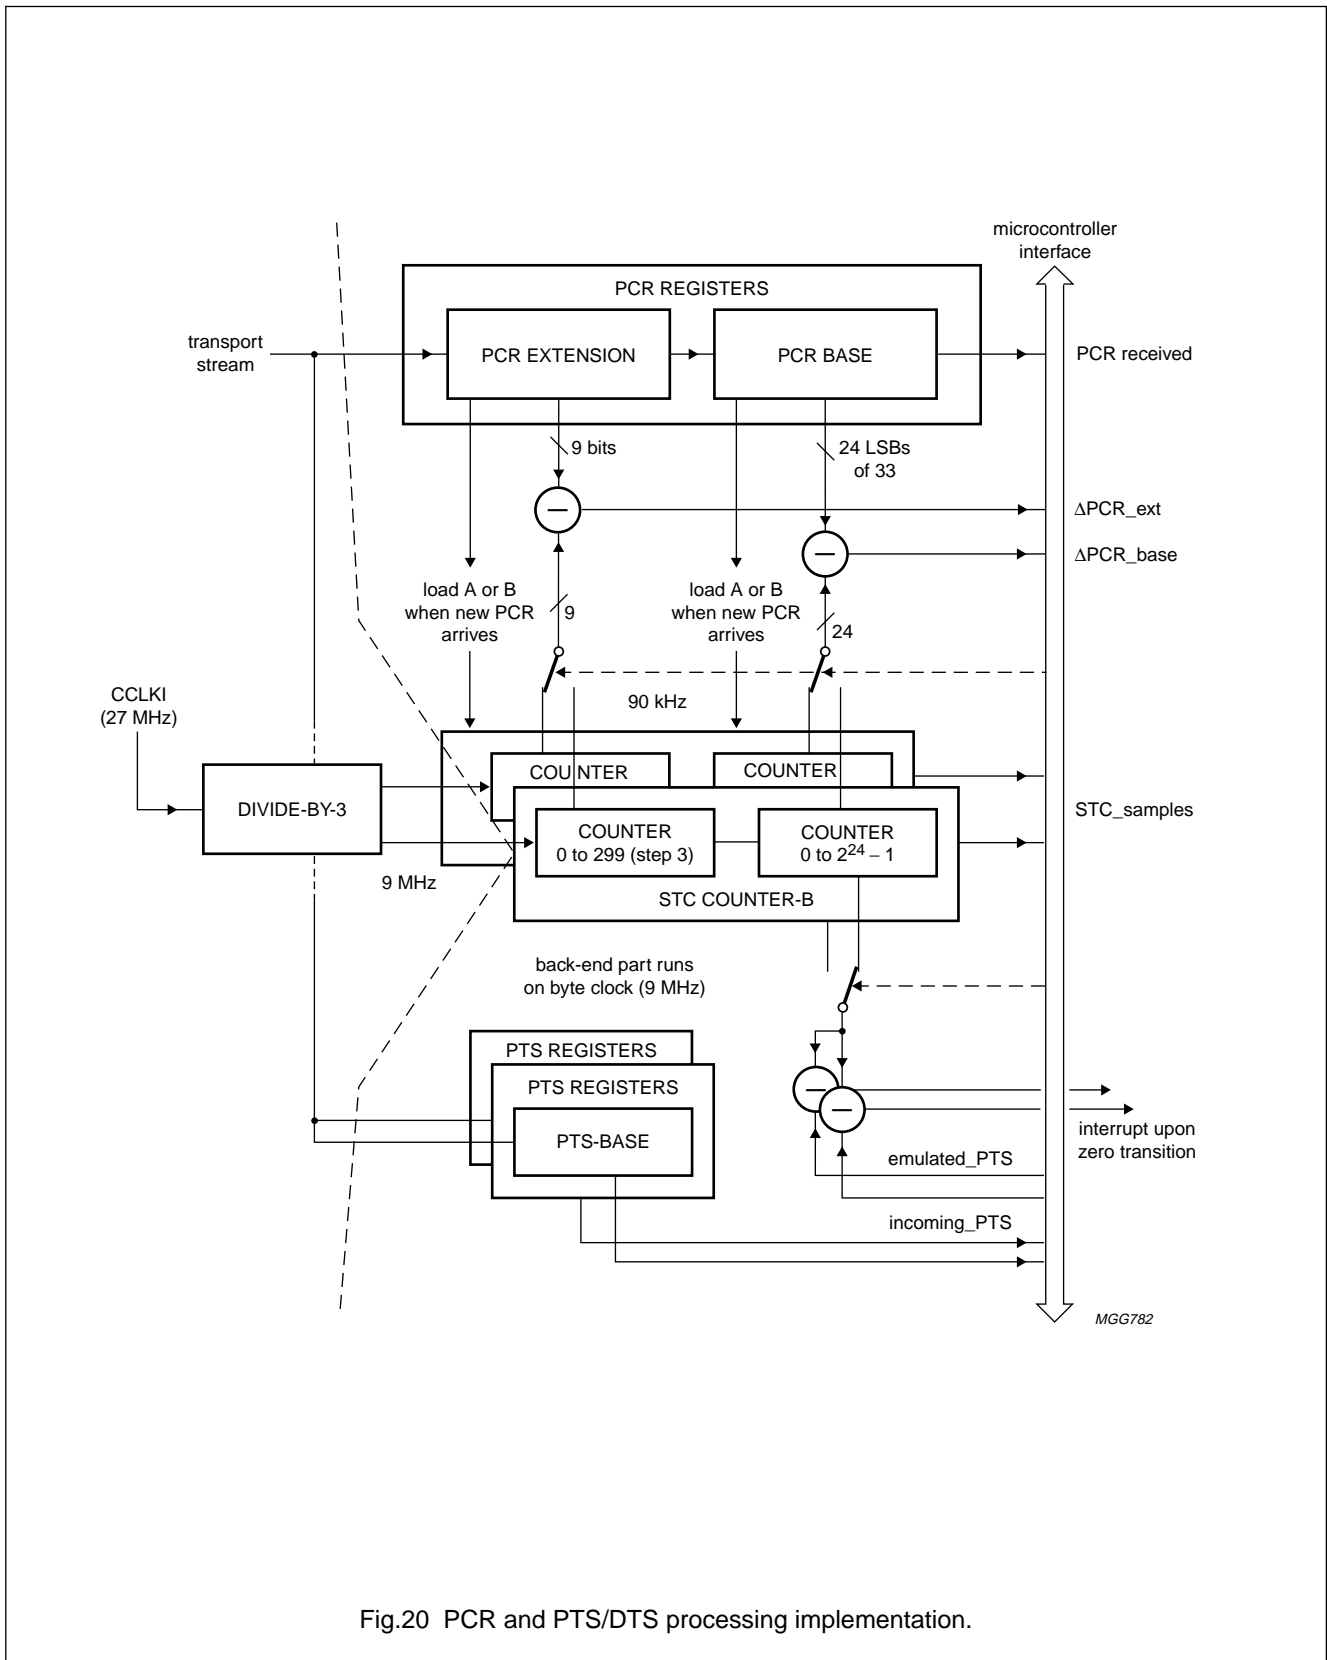 microcontroller
interface
PCR REGISTERS
transport
stream
PCR EXTENSION
PCR BASE
PCR received
9 bits
24 LSBs
of 33
—
ΔPCR_ext
—
ΔPCR_base
load A or B
when new PCR
arrives
9
load A or B
when new PCR
arrives
24
CCLKI
(27 MHz)
90 kHz
COUNTER
COUNTER
DIVIDE-BY-3
COUNTER
0 to 299 (step 3)
COUNTER
0 to 2²⁴ – 1
STC_samples
9 MHz
STC COUNTER-B
back-end part runs
on byte clock (9 MHz)
PTS REGISTERS
PTS REGISTERS
PTS-BASE
—
—
interrupt upon
zero transition
emulated_PTS
incoming_PTS
MGG782
Fig.20 PCR and PTS/DTS processing implementation.